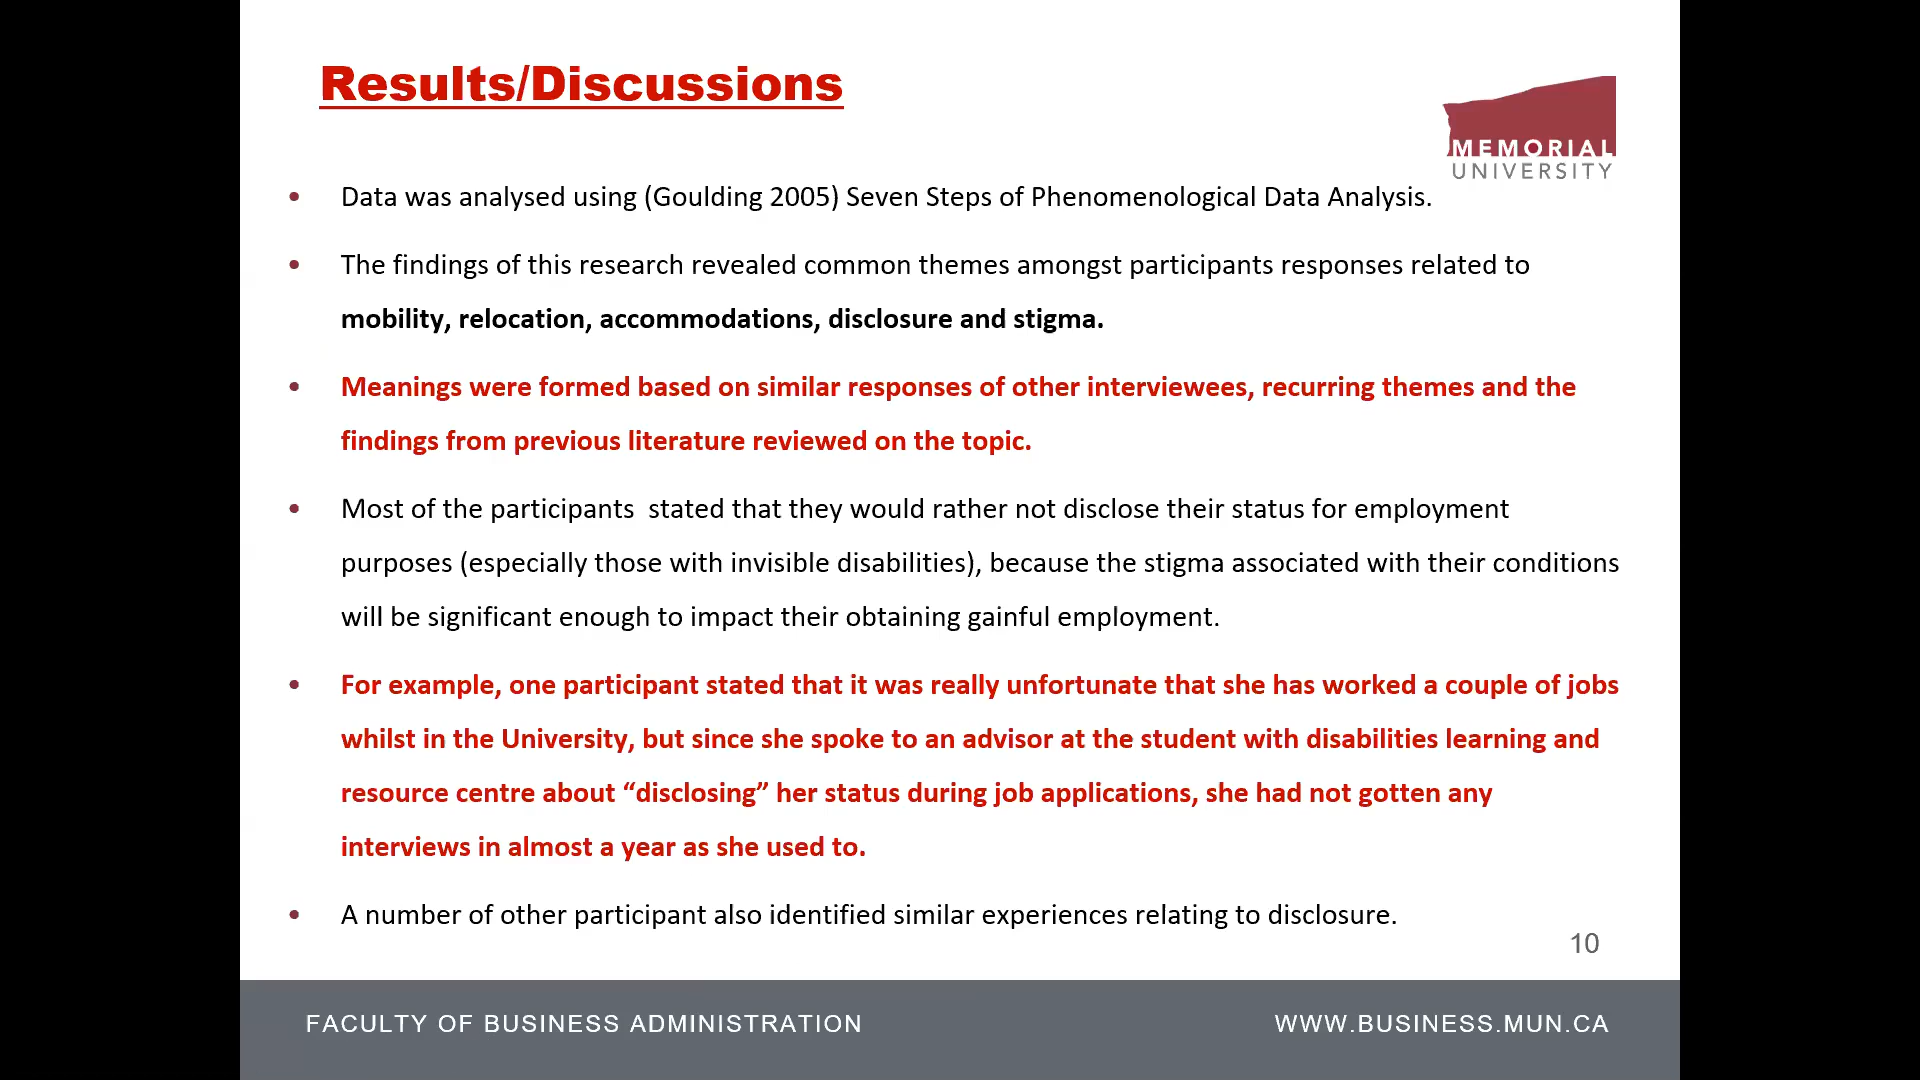 Results/Discussions
MEMORIAL
UNIVERSITY
• Data was analysed using (Goulding 2005) Seven Steps of Phenomenological Data Analysis.
• The findings of this research revealed common themes amongst participants responses related to
mobility, relocation, accommodations, disclosure and stigma.
• Meanings were formed based on similar responses of other interviewees, recurring themes and the
findings from previous literature reviewed on the topic.
• Most of the participants  stated that they would rather not disclose their status for employment
purposes (especially those with invisible disabilities), because the stigma associated with their conditions
will be significant enough to impact their obtaining gainful employment.
• For example, one participant stated that it was really unfortunate that she has worked a couple of jobs
whilst in the University, but since she spoke to an advisor at the student with disabilities learning and
resource centre about “disclosing” her status during job applications, she had not gotten any
interviews in almost a year as she used to.
• A number of other participant also identified similar experiences relating to disclosure.
10
FACULTY OF BUSINESS ADMINISTRATION
WWW.BUSINESS.MUN.CA